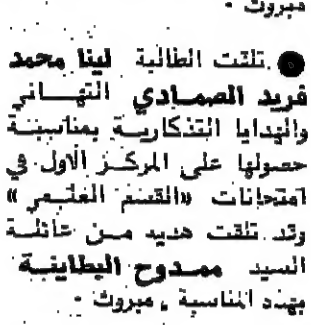 مبروك .
● تلقت الطالبة لينا محمد
فريد الصمادي التهاني
والهدايا التذكارية بمناسبة
حصولها على المركز الاول في
امتحانات «القسم العلمي»
وقد تلقت هديه من عائلة
السيد ممدوح البطاينة
بهذه المناسبة ، مبروك .